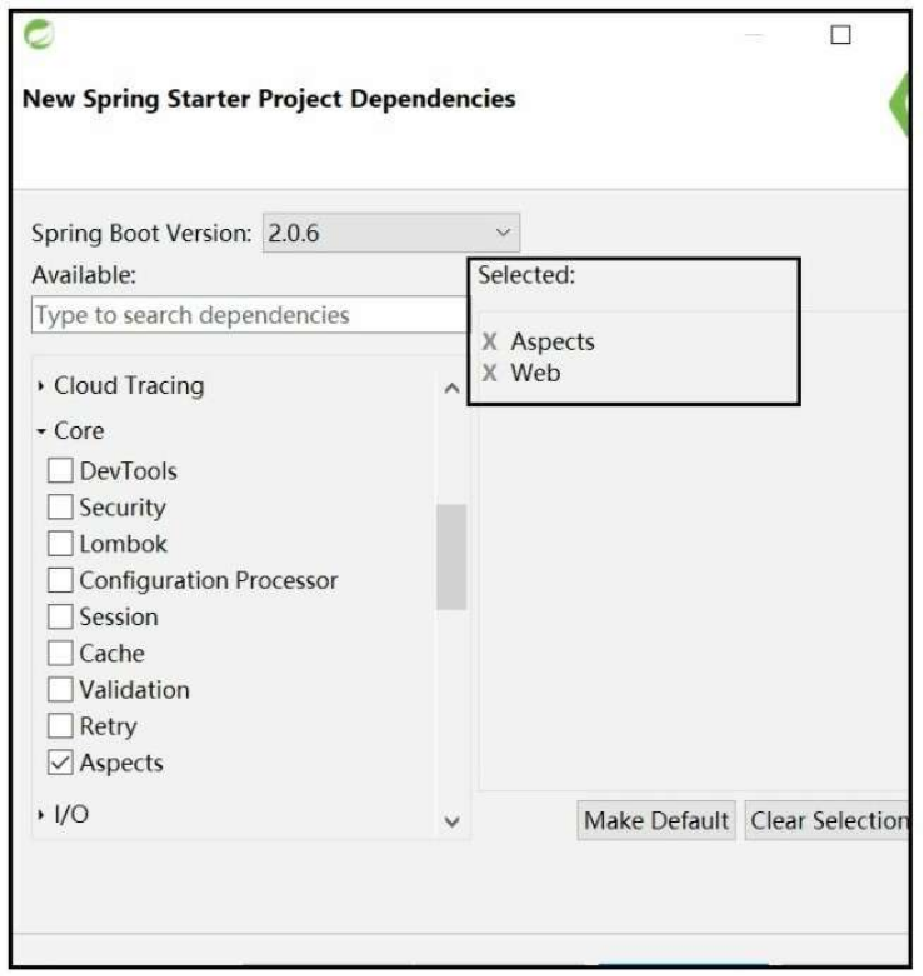 New Spring Starter Project Dependencies
Spring Boot Version: 2.0.6
Available:
Type to search dependencies
Cloud Tracing
Core
DevTools
Security
Lombok
Configuration Processor
Session
Cache
Validation
Retry
Aspects
I/O
Selected:
X Aspects
X Web
Make Default
Clear Selection